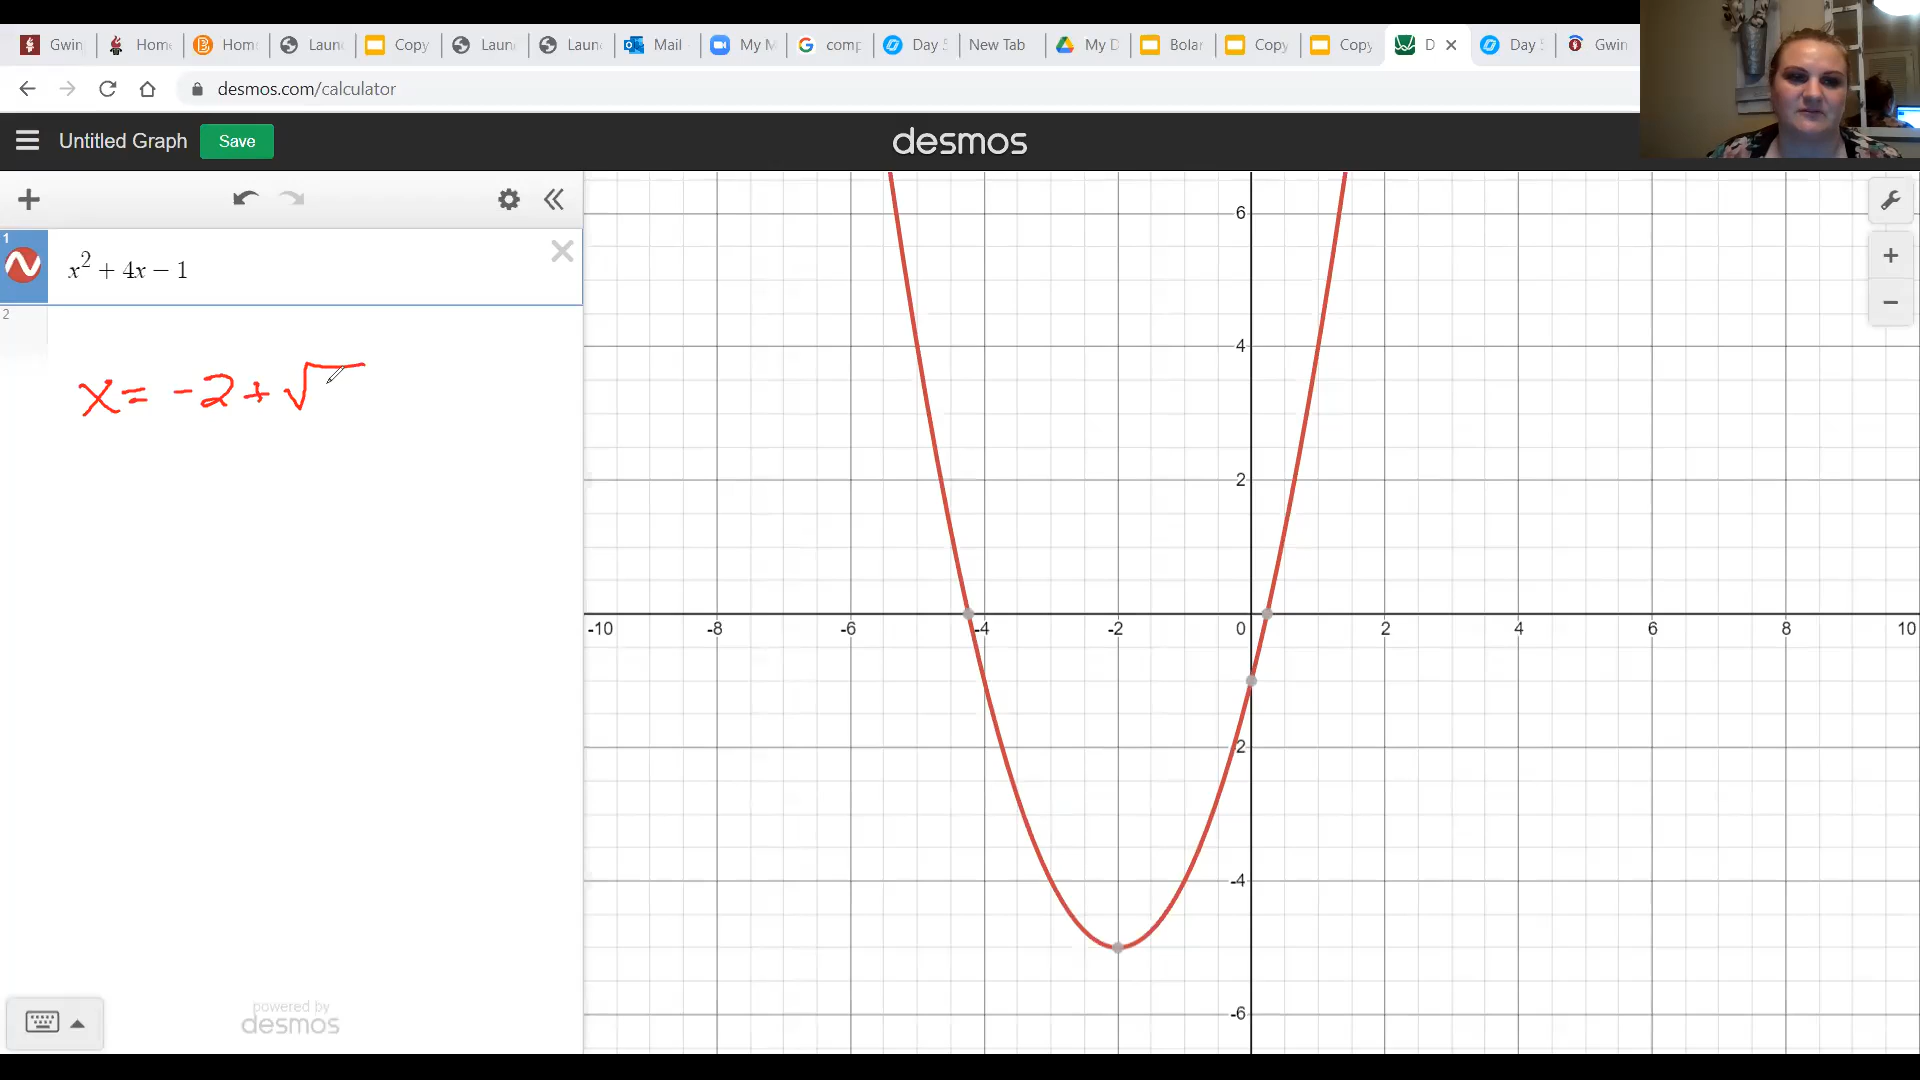 Gwin Home Home Laun Copy Laun Laun Mail My M comp Day New Tab My D Bolar Copy Copy D Day Gwin
desmos.com/calculator
Untitled Graph Save desmos
1
x² + 4x − 1
2
x = -2 + √
6
4
2
-10 -8 -6 -4 -2 0 2 4 6 8 10
-2
-4
-6
powered by
desmos